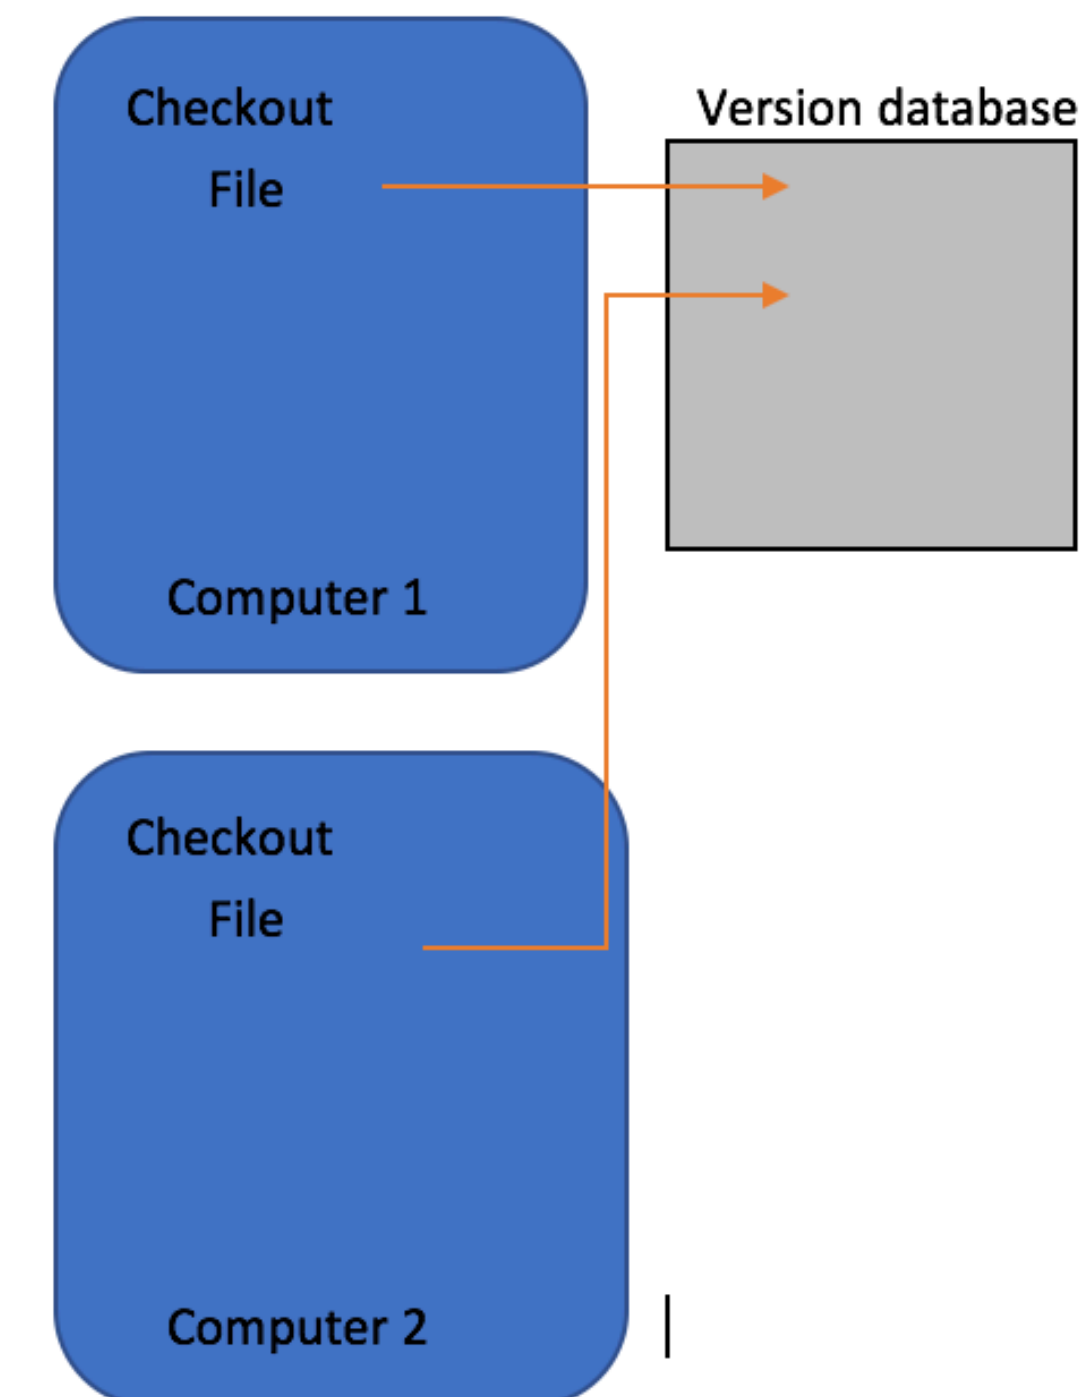 Checkout
File
Version database
Computer 1
Checkout
File
Computer 2